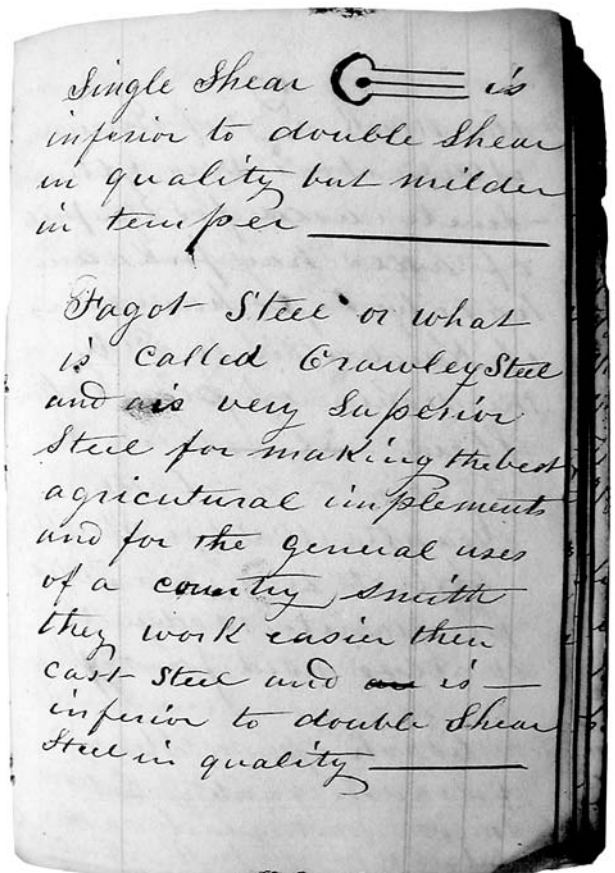 Single Shear is
inferior to double Shear
in quality but milder
in temper
Fagot Steel or what
is called Crawley Steel
and is very Superior
Steel for making the best
agricutural implements
and for the general uses
of a country smith
they work easier then
cast Steel and is
inferior to double Shear
Steel in quality